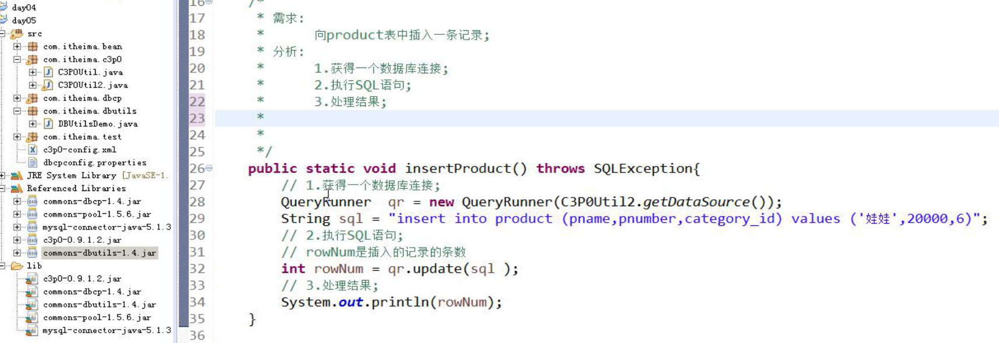 day04
day05
src
com.itheima.bean
com.itheima.c3p0
C3P0Util.java
C3P0Util2.java
com.itheima.dbcp
com.itheima.dbutils
DBUtilsDemo.java
com.itheima.test
c3p0-config.xml
dbcpconfig.properties
JRE System Library [JavaSE-1.
Referenced Libraries
commons-dbcp-1.4.jar
commons-pool-1.5.6.jar
mysql-connector-java-5.1.3
c3p0-0.9.1.2.jar
commons-dbutils-1.4.jar
lib
c3p0-0.9.1.2.jar
commons-dbcp-1.4.jar
commons-dbutils-1.4.jar
commons-pool-1.5.6.jar
mysql-connector-java-5.1.3
16 /*
17 * 需求:
18 * 向product表中插入一条记录;
19 * 分析:
20 * 1.获得一个数据库连接;
21 * 2.执行SQL语句;
22 * 3.处理结果;
23 *
24 *
25 */
26 public static void insertProduct() throws SQLException{
27 // 1.获得一个数据库连接;
28 QueryRunner qr = new QueryRunner(C3P0Util2.getDataSource());
29 String sql = "insert into product (pname,pnumber,category_id) values ('娃娃',20000,6)";
30 // 2.执行SQL语句;
31 // rowNum是插入的记录的条数
32 int rowNum = qr.update(sql );
33 // 3.处理结果;
34 System.out.println(rowNum);
35 }
36